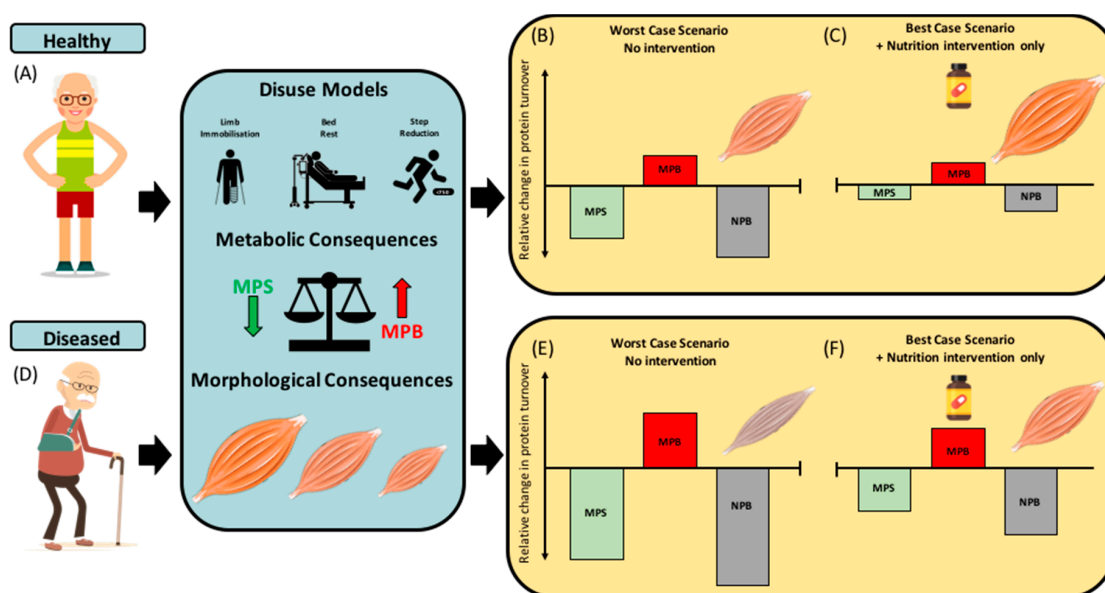 Healthy
(A)
Disuse Models
Limb
Immobilisation
Bed
Rest
Step
Reduction
<750
Metabolic Consequences
MPS
MPB
Morphological Consequences
Diseased
(D)
(B)
Worst Case Scenario
No intervention
Relative change in protein turnover
MPS
MPB
NPB
(C)
Best Case Scenario
+ Nutrition intervention only
MPS
MPB
NPB
(E)
Worst Case Scenario
No intervention
Relative change in protein turnover
MPS
MPB
NPB
(F)
Best Case Scenario
+ Nutrition intervention only
MPS
MPB
NPB